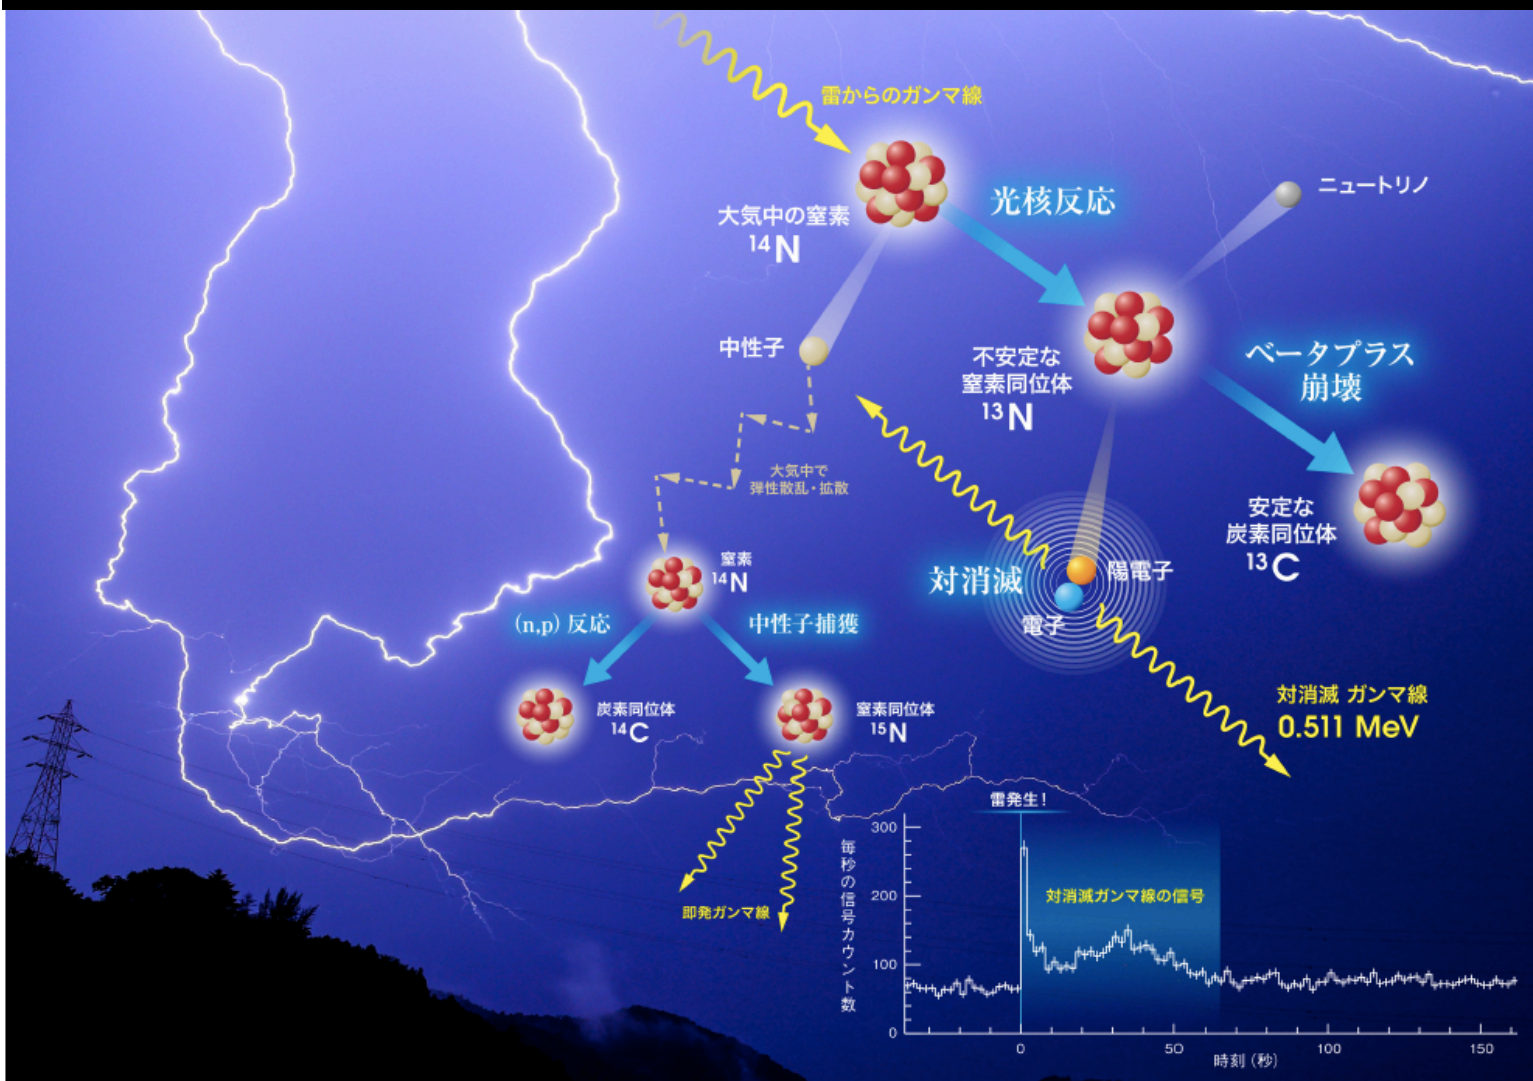 雷からのガンマ線
大気中の窒素
14N
光核反応
ニュートリノ
中性子
不安定な
窒素同位体
13N
ベータプラス
崩壊
大気中で
弾性散乱・拡散
安定な
炭素同位体
13C
窒素
14N
対消滅
陽電子
電子
(n,p) 反応
中性子捕獲
炭素同位体
14C
窒素同位体
15N
対消滅 ガンマ線
0.511 MeV
即発ガンマ線
雷発生！
対消滅ガンマ線の信号
毎秒の信号カウント数
300
200
100
0
0
50
100
150
時刻（秒）